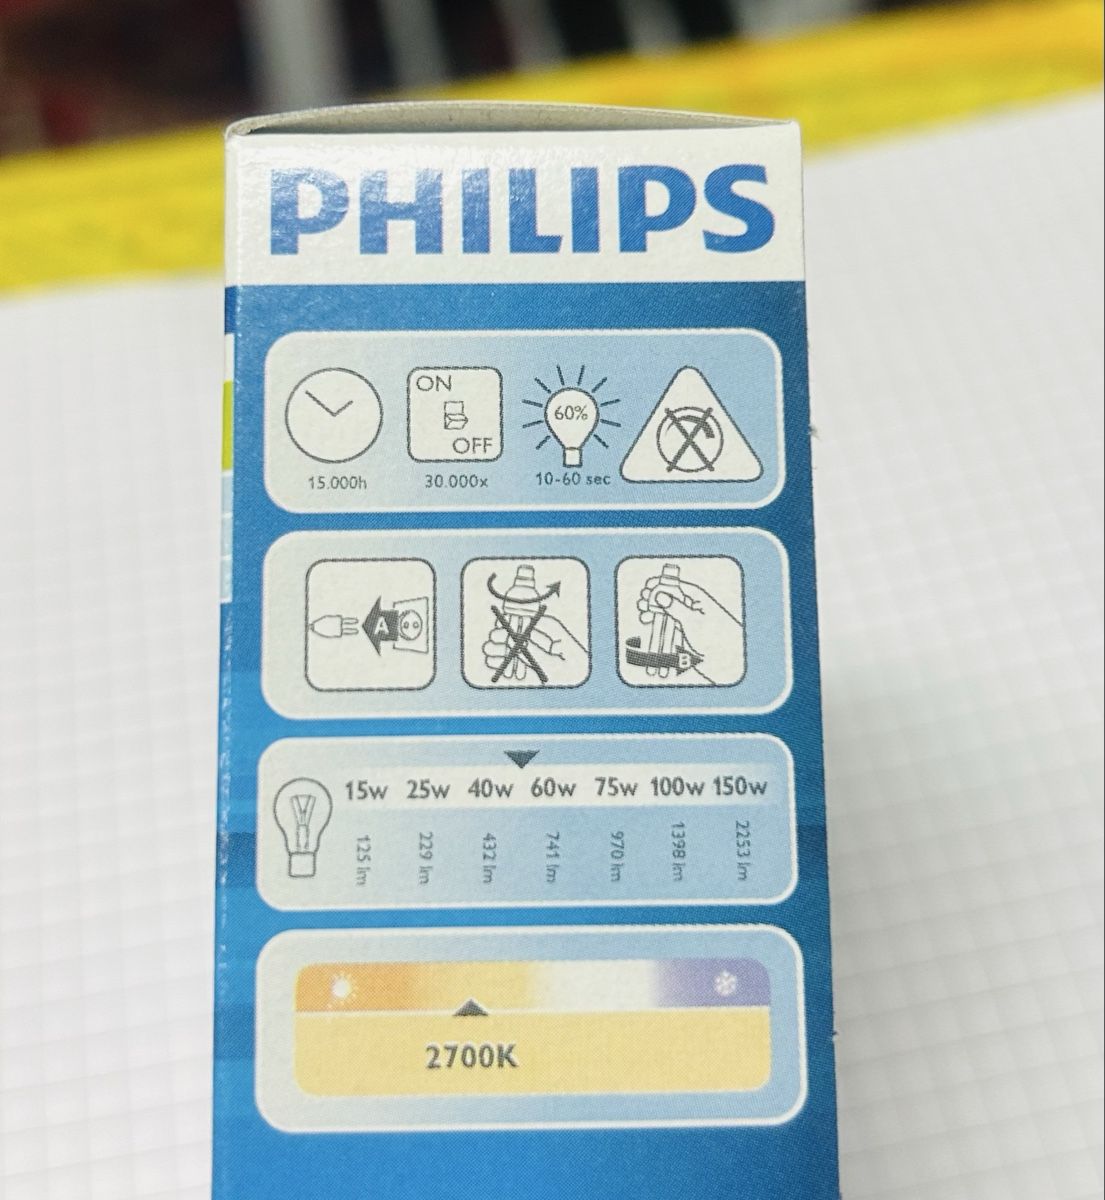 PHILIPS
ON
OFF
60%
15.000h
30.000x
10-60 sec
A
B
15w 25w 40w 60w 75w 100w 150w
125 lm 229 lm 432 lm 741 lm 970 lm 1398 lm 2253 lm
2700K